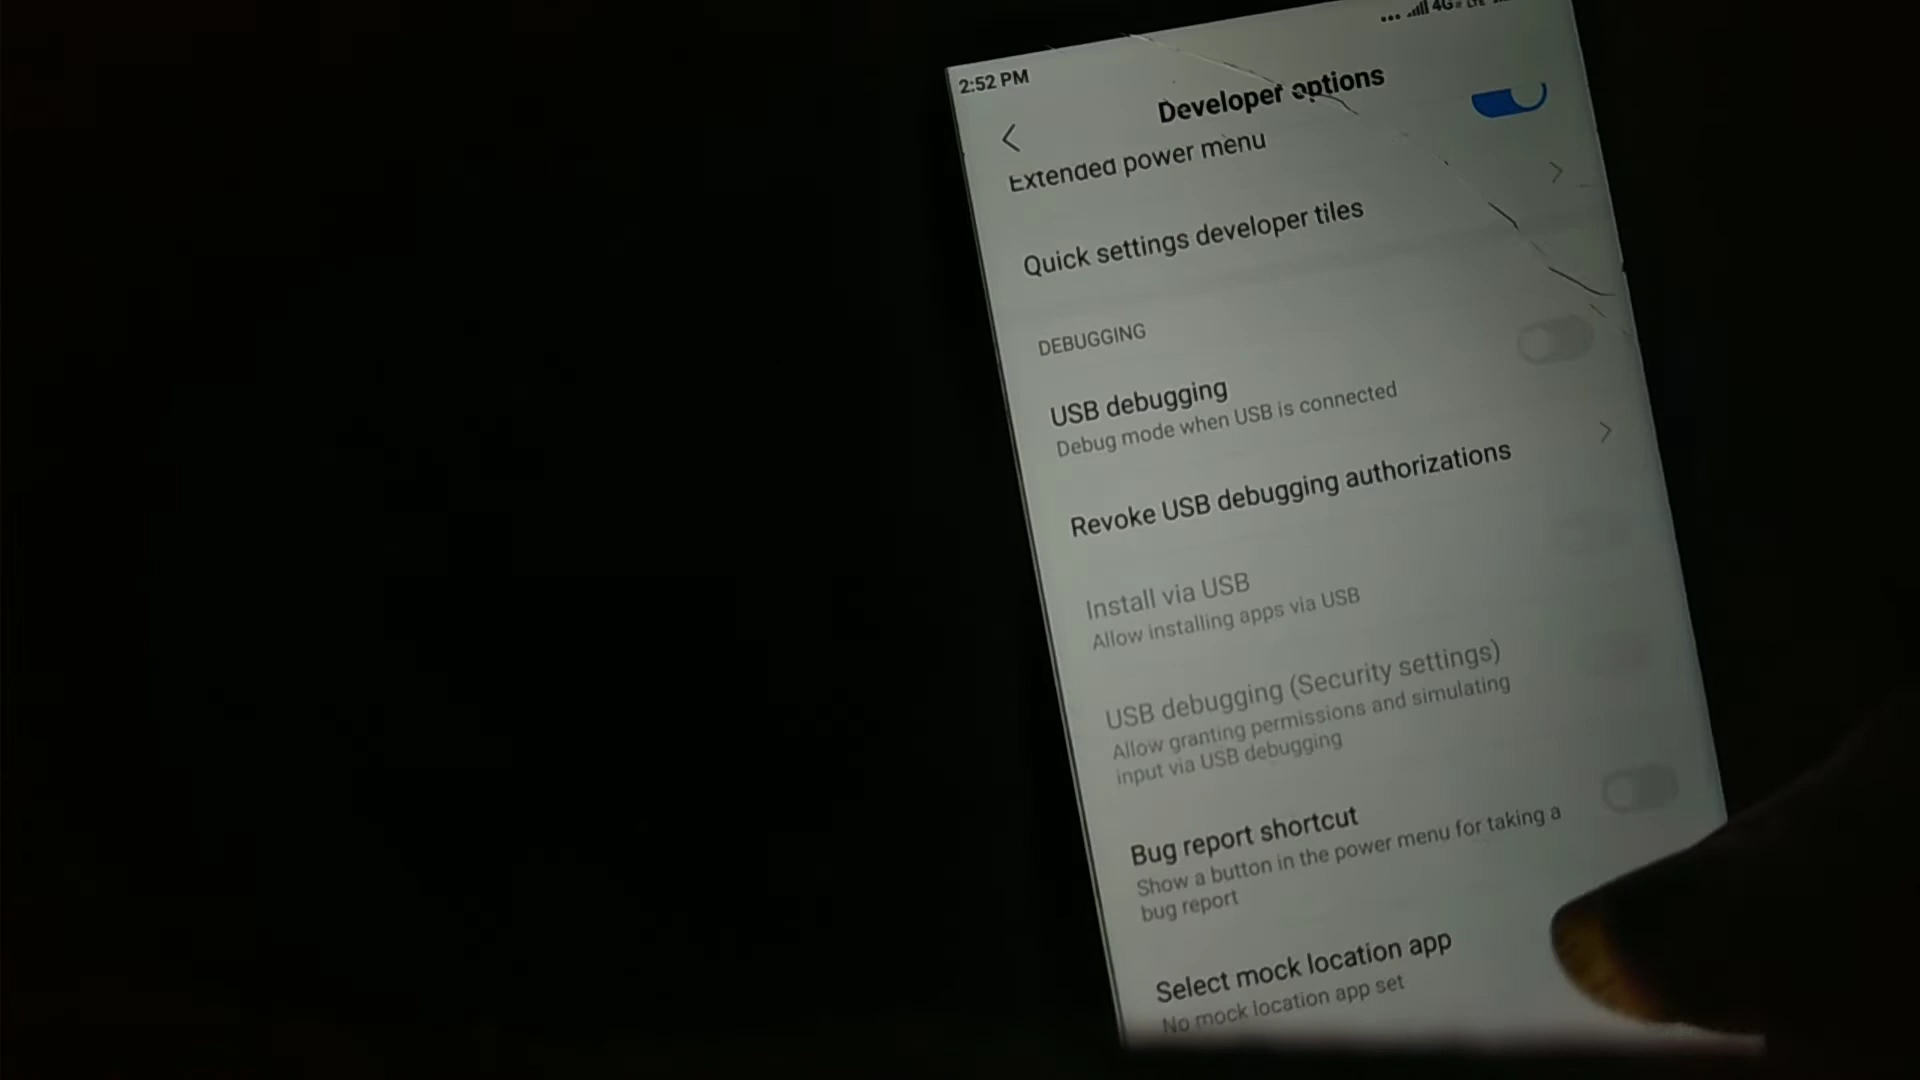 2:52 PM
4G
LTE
Developer options
Extended power menu
Quick settings developer tiles
DEBUGGING
USB debugging
Debug mode when USB is connected
Revoke USB debugging authorizations
Install via USB
Allow installing apps via USB
USB debugging (Security settings)
Allow granting permissions and simulating
input via USB debugging
Bug report shortcut
Show a button in the power menu for taking a
bug report
Select mock location app
No mock location app set